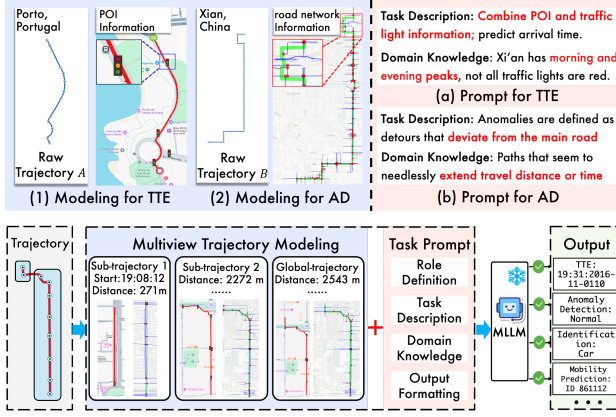 Porto,
Portugal
POI
Information
Raw
Trajectory A
(1) Modeling for TTE
Xian,
China
road network
Information
Raw
Trajectory B
(2) Modeling for AD
Task Description: Combine POI and traffic
light information; predict arrival time.
Domain Knowledge: Xi'an has morning and
evening peaks, not all traffic lights are red.
(a) Prompt for TTE
Task Description: Anomalies are defined as
detours that deviate from the main road
Domain Knowledge: Paths that seem to
needlessly extend travel distance or time
(b) Prompt for AD
Trajectory
Multiview Trajectory Modeling
Sub-trajectory 1
Start:19:08:12
Distance: 271m
Sub-trajectory 2
Distance: 2272 m
......
Global-trajectory
Distance: 2543 m
......
+
Task Prompt
Role
Definition
Task
Description
Domain
Knowledge
Output
Formatting
MLLM
Output
TTE:
19:31:2016-
11-0110
Anomaly
Detection:
Normal
Identificat
ion:
Car
Mobility
Prediction:
ID 861112
• • •